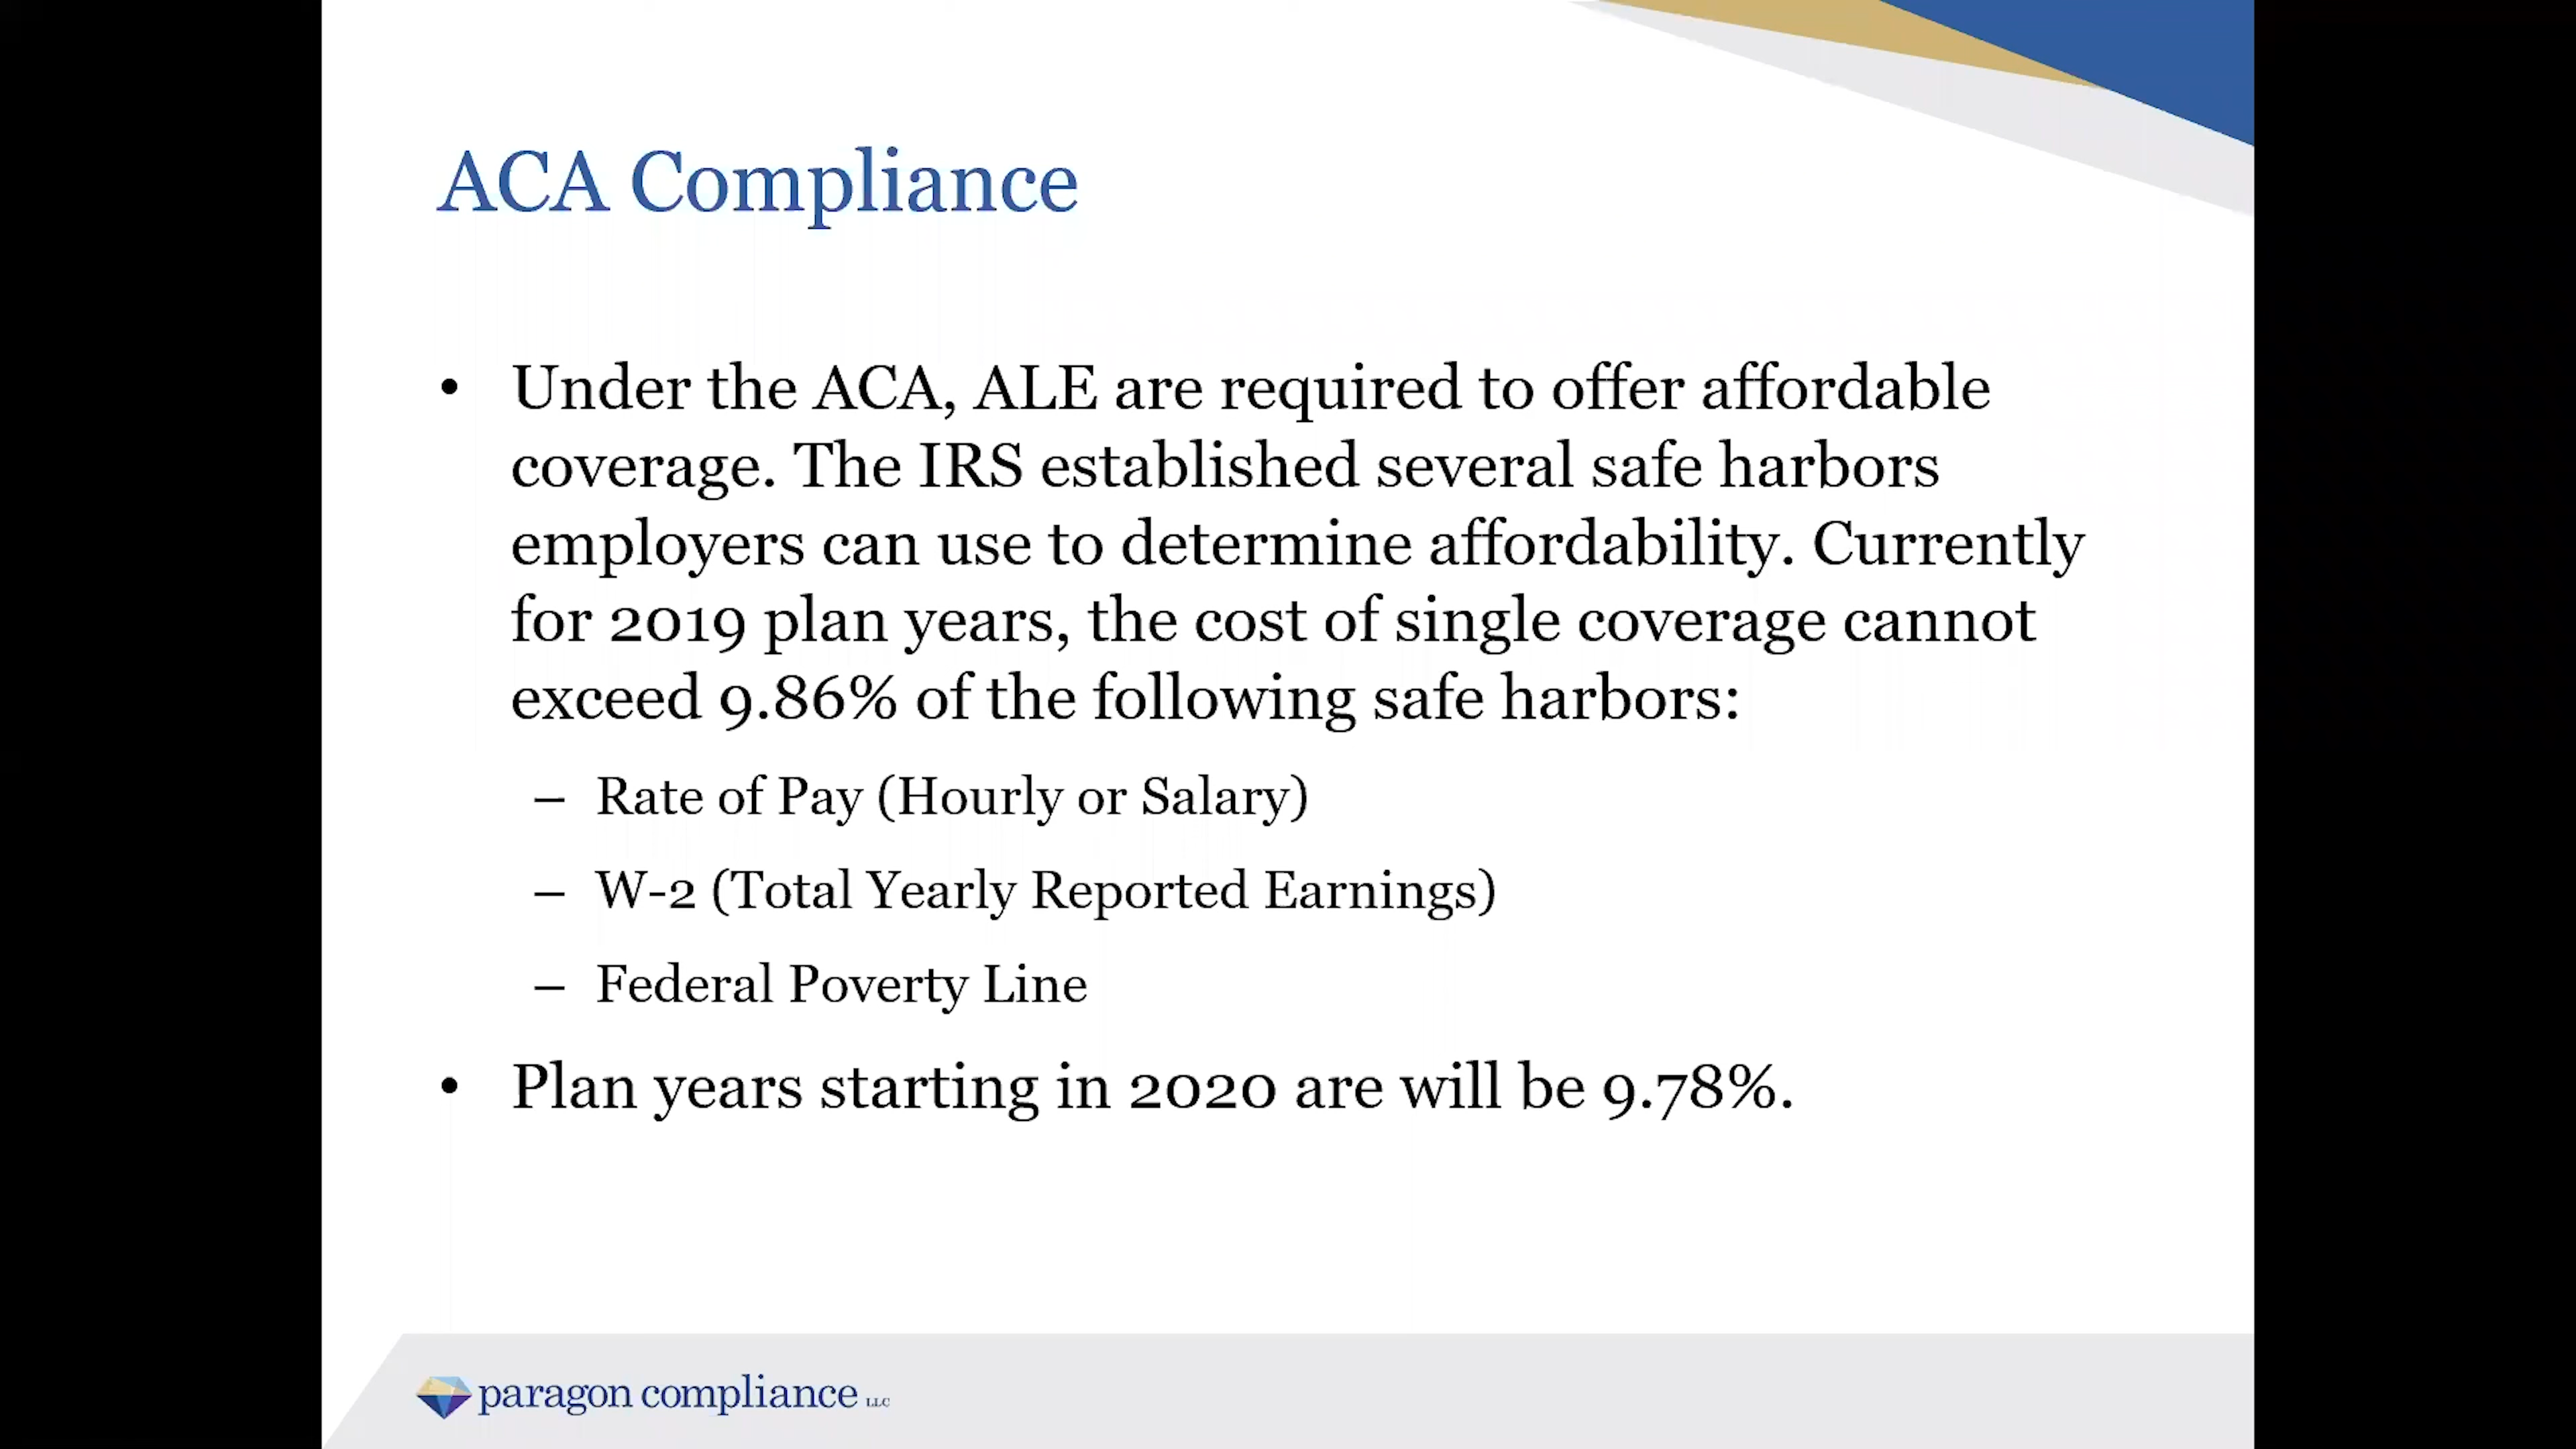 ACA Compliance
• Under the ACA, ALE are required to offer affordable
coverage. The IRS established several safe harbors
employers can use to determine affordability. Currently
for 2019 plan years, the cost of single coverage cannot
exceed 9.86% of the following safe harbors:
– Rate of Pay (Hourly or Salary)
– W-2 (Total Yearly Reported Earnings)
– Federal Poverty Line
• Plan years starting in 2020 are will be 9.78%.
paragon compliance LLC